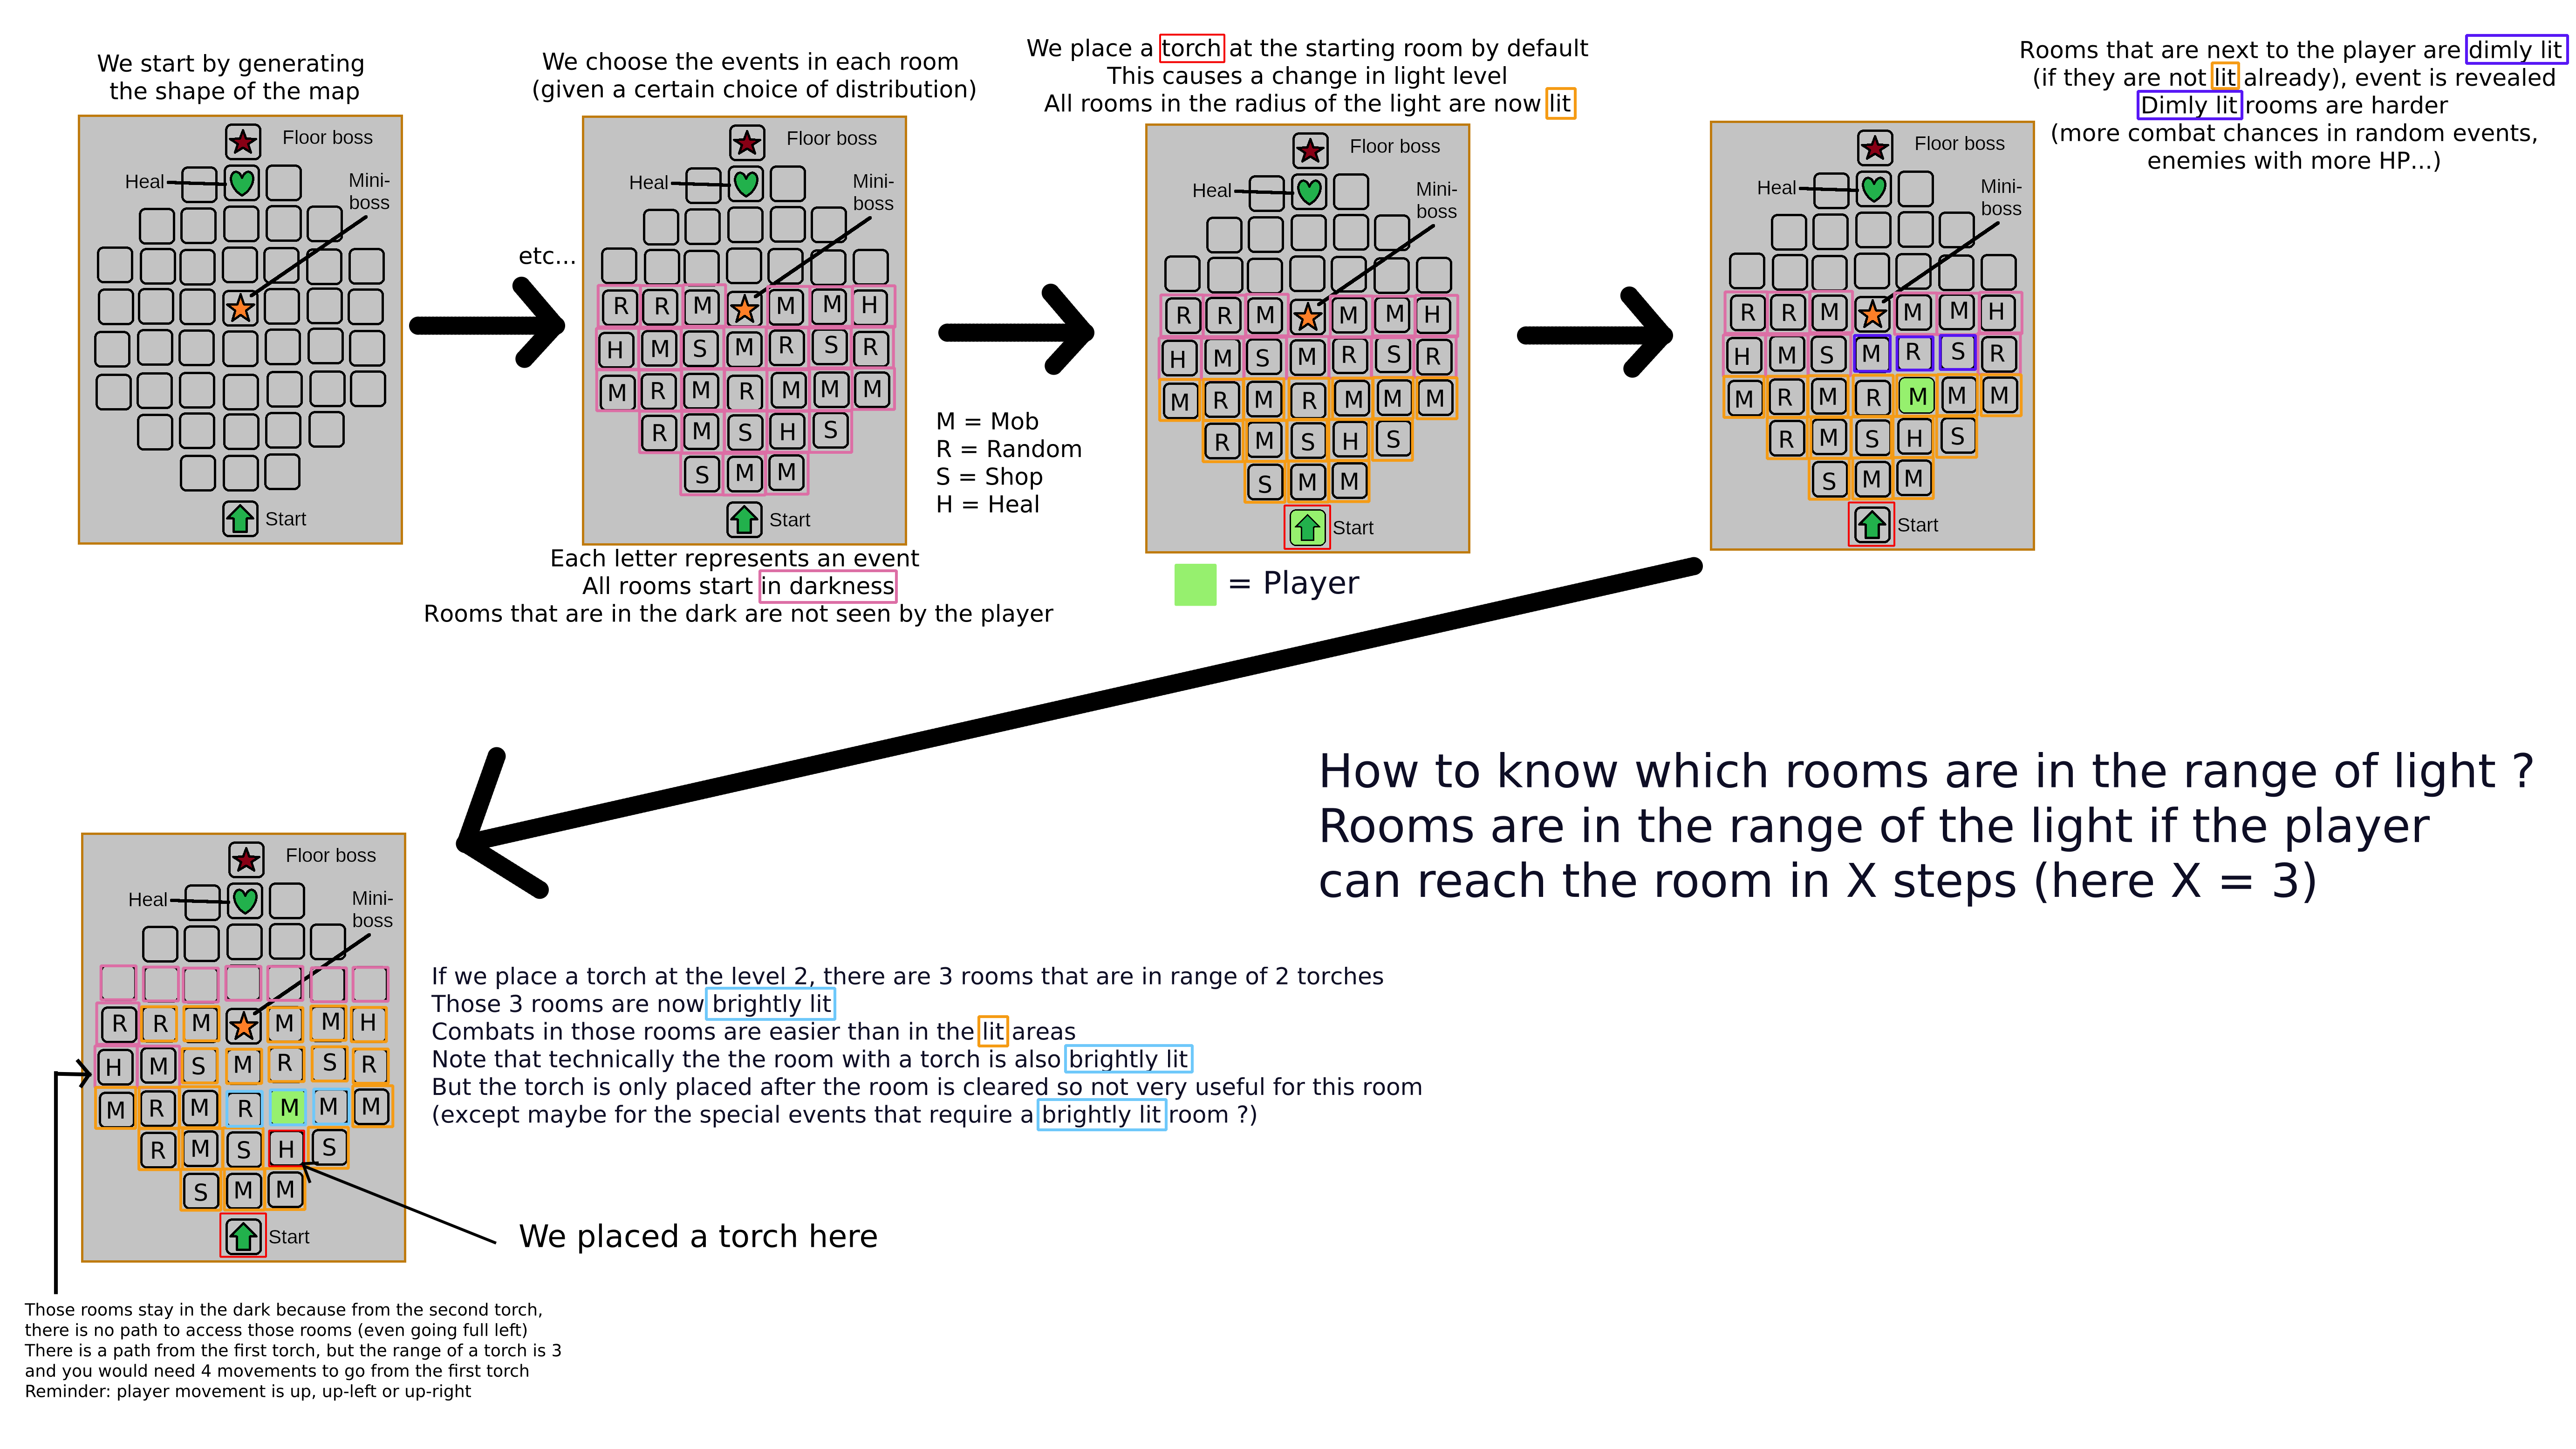 We start by generating
the shape of the map
Floor boss
Heal
Mini-
boss
Start
etc...
We choose the events in each room
(given a certain choice of distribution)
Floor boss
Heal
Mini-
boss
R R M M M H
H M S M R S R
M R M R M M M
R M S H S
S M M
Start
Each letter represents an event
All rooms start in darkness
Rooms that are in the dark are not seen by the player
M = Mob
R = Random
S = Shop
H = Heal
We place a torch at the starting room by default
This causes a change in light level
All rooms in the radius of the light are now lit
Floor boss
Heal
Mini-
boss
R R M M M H
H M S M R S R
M R M R M M M
R M S H S
S M M
Start
= Player
Rooms that are next to the player are dimly lit
(if they are not lit already), event is revealed
Dimly lit rooms are harder
(more combat chances in random events,
enemies with more HP...)
Floor boss
Heal
Mini-
boss
R R M M M H
H M S M R S R
M R M R M M M
R M S H S
S M M
Start
How to know which rooms are in the range of light ?
Rooms are in the range of the light if the player
can reach the room in X steps (here X = 3)
Floor boss
Heal
Mini-
boss
R R M M M H
H M S M R S R
M R M R M M M
R M S H S
S M M
Start
If we place a torch at the level 2, there are 3 rooms that are in range of 2 torches
Those 3 rooms are now brightly lit
Combats in those rooms are easier than in the lit areas
Note that technically the the room with a torch is also brightly lit
But the torch is only placed after the room is cleared so not very useful for this room
(except maybe for the special events that require a brightly lit room ?)
We placed a torch here
Those rooms stay in the dark because from the second torch,
there is no path to access those rooms (even going full left)
There is a path from the first torch, but the range of a torch is 3
and you would need 4 movements to go from the first torch
Reminder: player movement is up, up-left or up-right